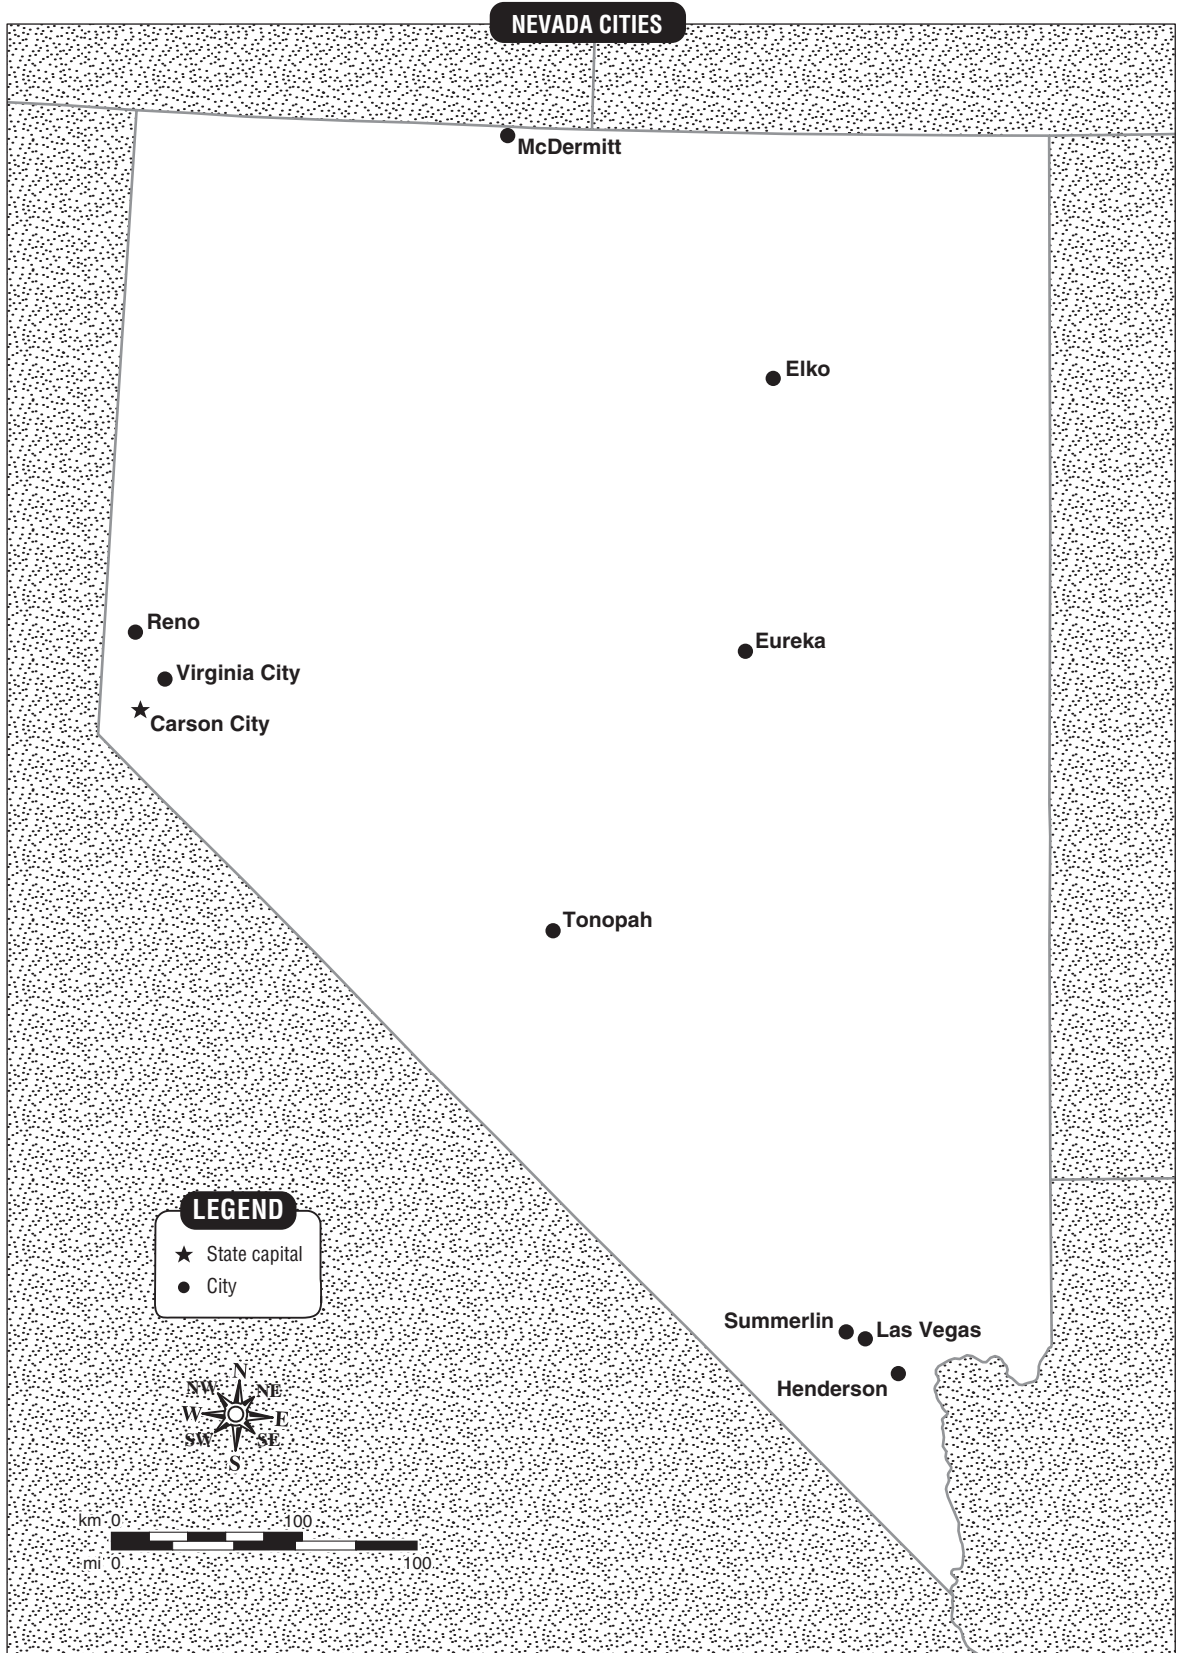 NEVADA CITIES
McDermitt
Elko
Reno
Eureka
Virginia City
Carson City
Tonopah
LEGEND
State capital
City
Summerlin
Las Vegas
Henderson
N
NW NE
W E
SW SE
S
km 0 100
mi 0 100